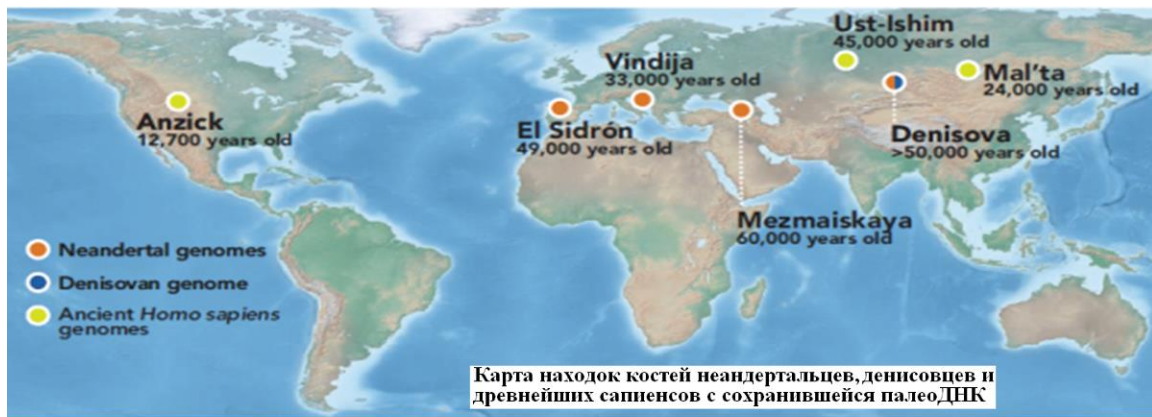 Ust-Ishim
45,000 years old
Vindija
33,000 years old
Mal'ta
24,000 years old
Anzick
12,700 years old
El Sidrón
49,000 years old
Denisova
>50,000 years old
Mezmaiskaya
60,000 years old
Neandertal genomes
Denisovan genome
Ancient Homo sapiens
genomes
Карта находок костей неандертальцев, денисовцев и
древнейших сапиенсов с сохранившейся палеоДНК